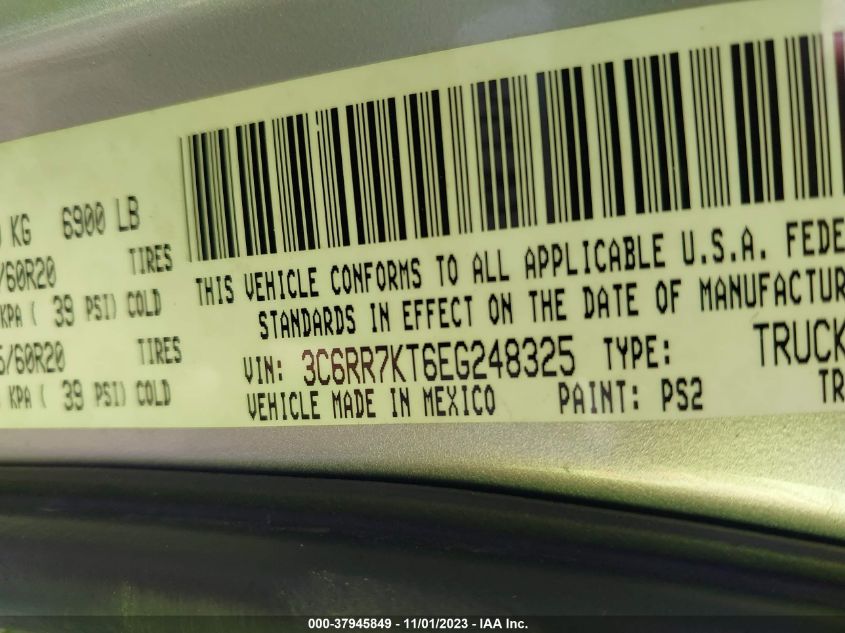 KG 6900 LB
/60R20 TIRES
KPA ( 39 PSI) COLD
/60R20 TIRES
KPA ( 39 PSI) COLD
THIS VEHICLE CONFORMS TO ALL APPLICABLE U.S.A. FEDE
STANDARDS IN EFFECT ON THE DATE OF MANUFACTUR
VIN: 3C6RR7KT6EG248325 TYPE: TRUCK
VEHICLE MADE IN MEXICO PAINT: PS2 TR
000-37945849 - 11/01/2023 - IAA Inc.